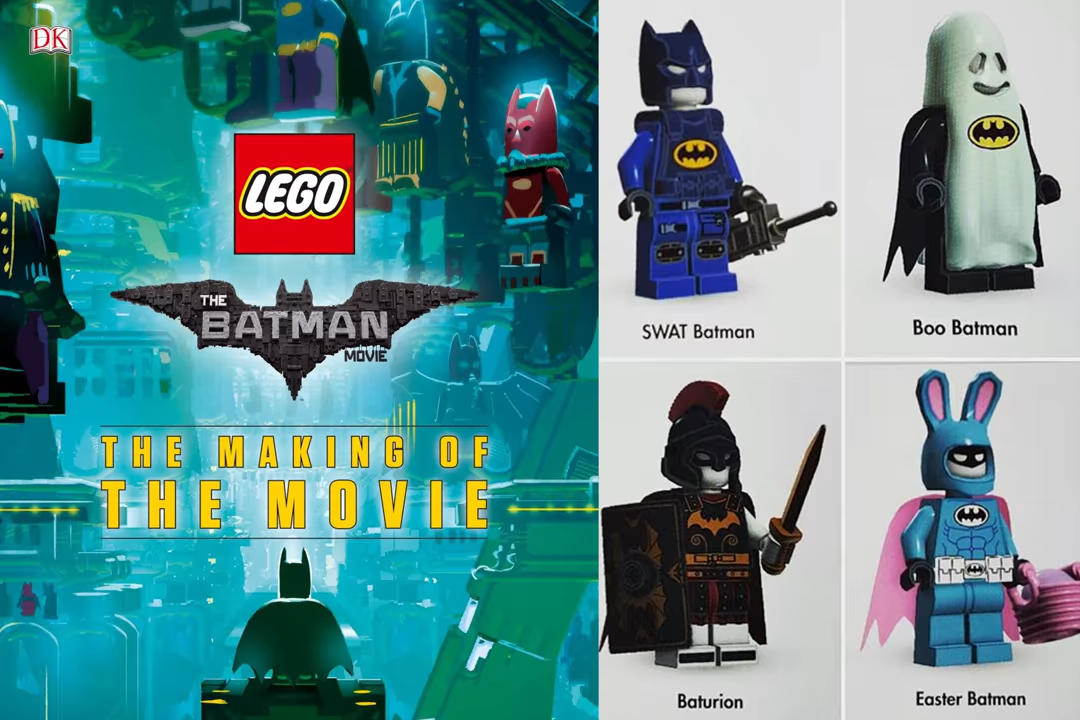 DK
LEGO
THE
BATMAN
MOVIE
THE MAKING OF
THE MOVIE
SWAT Batman
Boo Batman
Baturion
Easter Batman